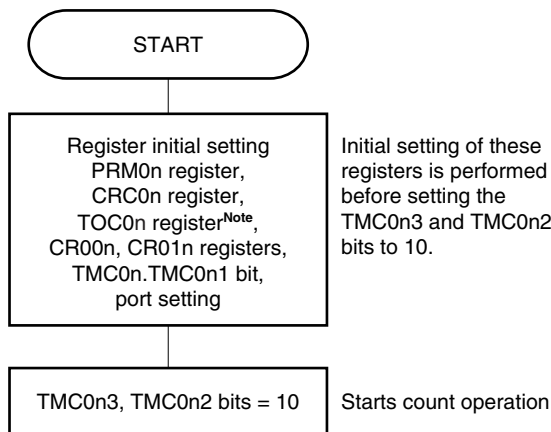 START
Register initial setting
PRM0n register,
CRC0n register,
TOC0n registerNote,
CR00n, CR01n registers,
TMC0n.TMC0n1 bit,
port setting
Initial setting of these
registers is performed
before setting the
TMC0n3 and TMC0n2
bits to 10.
TMC0n3, TMC0n2 bits = 10
Starts count operation